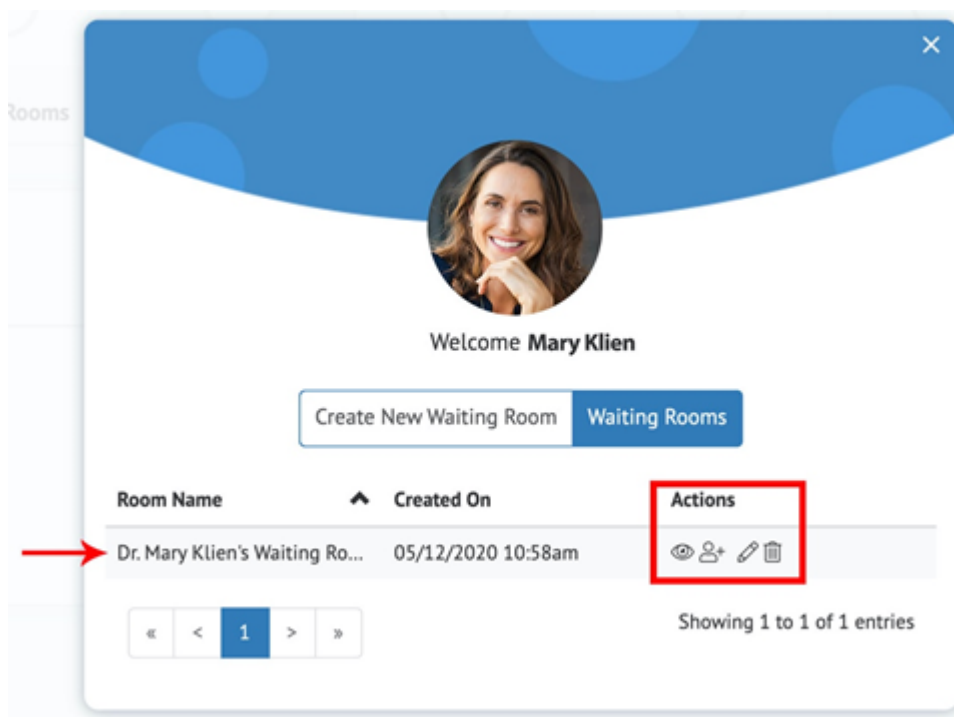 Rooms
Welcome Mary Klien
Create New Waiting Room Waiting Rooms
Room Name Created On Actions
Dr. Mary Klien's Waiting Ro... 05/12/2020 10:58am
« < 1 > »
Showing 1 to 1 of 1 entries